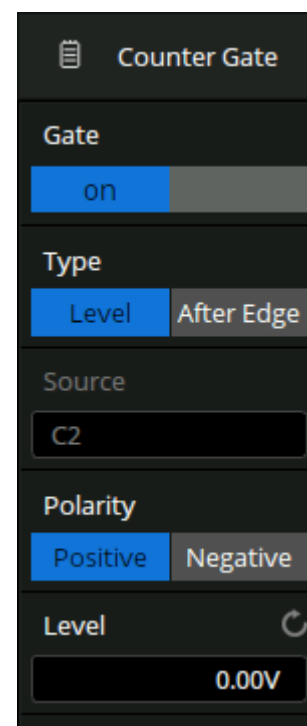 Counter Gate
Gate
on
Type
Level After Edge
Source
C2
Polarity
Positive Negative
Level
0.00V